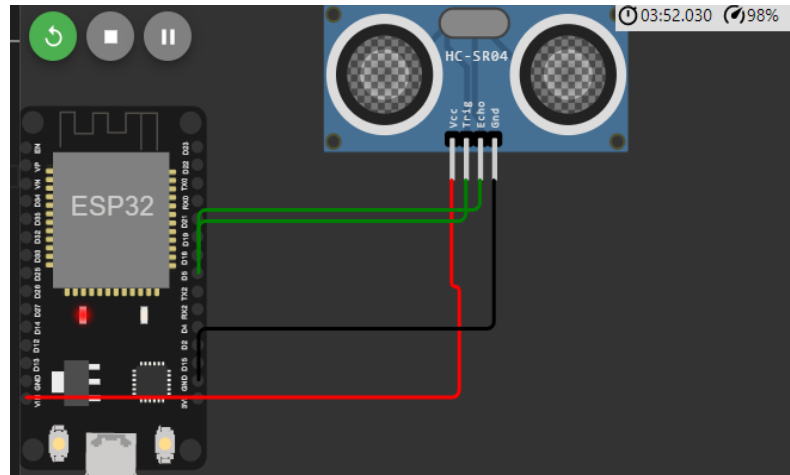 03:52.030 98%
HC-SR04
Vcc
Trig
Echo
Gnd
ESP32
EN
VP
VN
D34
D35
D32
D33
D25
D26
D27
D14
D12
D13
GND
VIN
D23
D22
TX0
RX0
D21
D19
D18
D5
TX2
RX2
D4
D2
D15
GND
3V3